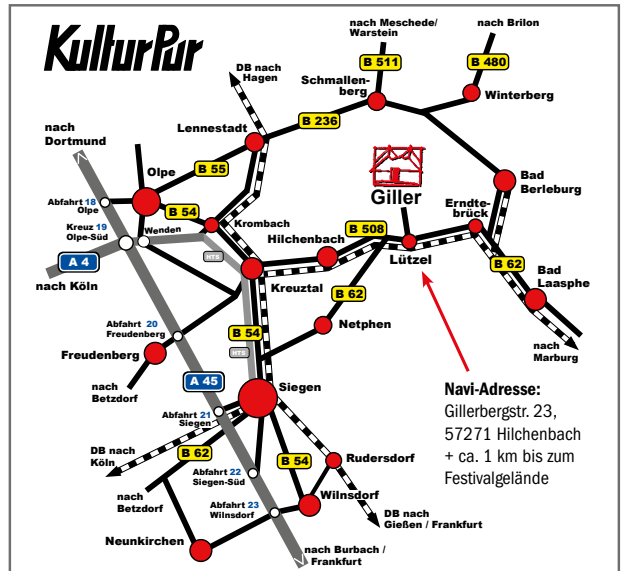 KulturPur
nach Meschede/
Warstein
nach Brilon
B 511
B 480
DB nach
Hagen
Schmallen-
berg
Winterberg
B 236
Lennestadt
nach
Dortmund
B 55
Olpe
Giller
Bad
Berleburg
Abfahrt 18
Olpe
B 54
Erndte-
brück
Krombach
Kreuz 19
Olpe-Süd
Wenden
Hilchenbach
B 508
Lützel
HTS
A 4
nach Köln
Kreuztal
B 62
B 62
Bad
Laasphe
Abfahrt 20
Freudenberg
B 54
Netphen
nach
Marburg
Freudenberg
HTS
nach
Betzdorf
A 45
Siegen
Navi-Adresse:
Gillerbergstr. 23,
57271 Hilchenbach
+ ca. 1 km bis zum
Festivalgelände
Abfahrt 21
Siegen
DB nach
Köln
B 62
B 54
Rudersdorf
Abfahrt 22
Siegen-Süd
nach
Betzdorf
Wilnsdorf
Abfahrt 23
Wilnsdorf
DB nach
Gießen / Frankfurt
Neunkirchen
nach Burbach /
Frankfurt